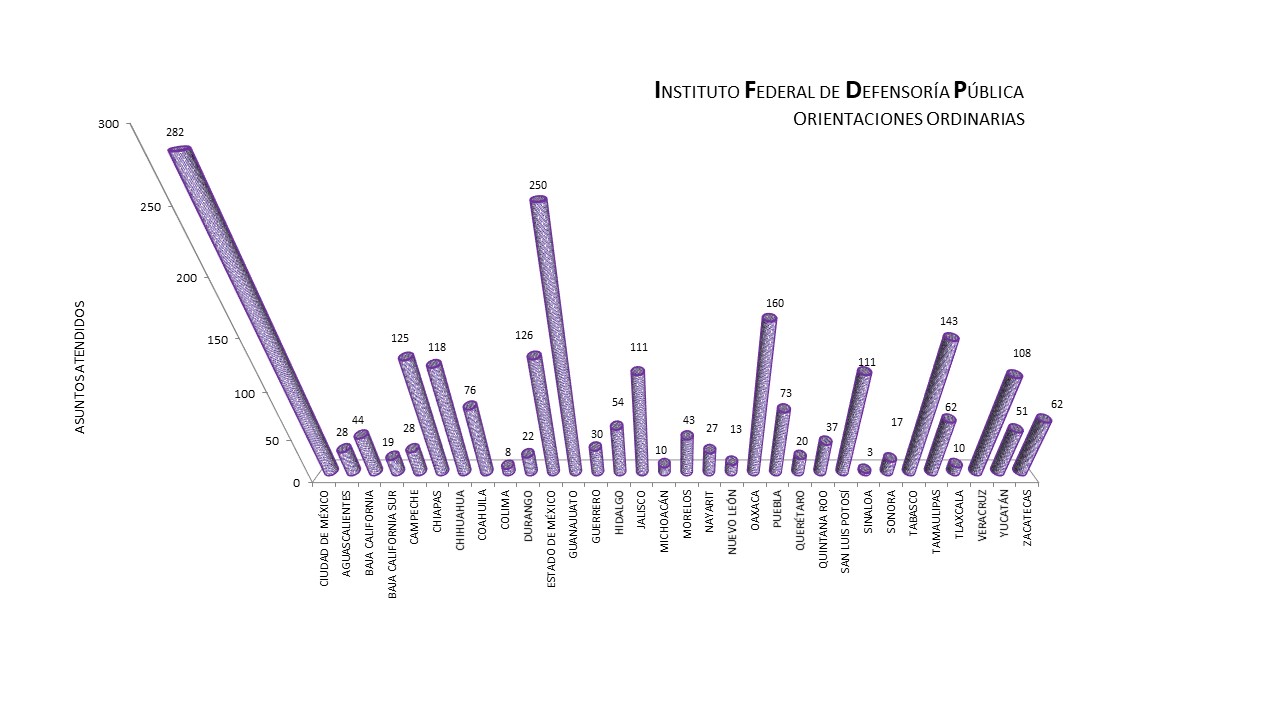 INSTITUTO FEDERAL DE DEFENSORÍA PÚBLICA
ORIENTACIONES ORDINARIAS
ASUNTOS ATENDIDOS
300
250
200
150
100
50
0
282
28
44
19
28
125
118
76
8
22
126
250
30
54
111
10
43
27
13
160
73
20
37
111
3
17
143
62
10
108
51
62
CIUDAD DE MÉXICO
AGUASCALIENTES
BAJA CALIFORNIA
BAJA CALIFORNIA SUR
CAMPECHE
CHIAPAS
CHIHUAHUA
COAHUILA
COLIMA
DURANGO
ESTADO DE MÉXICO
GUANAJUATO
GUERRERO
HIDALGO
JALISCO
MICHOACÁN
MORELOS
NAYARIT
NUEVO LEÓN
OAXACA
PUEBLA
QUERÉTARO
QUINTANA ROO
SAN LUIS POTOSÍ
SINALOA
SONORA
TABASCO
TAMAULIPAS
TLAXCALA
VERACRUZ
YUCATÁN
ZACATECAS